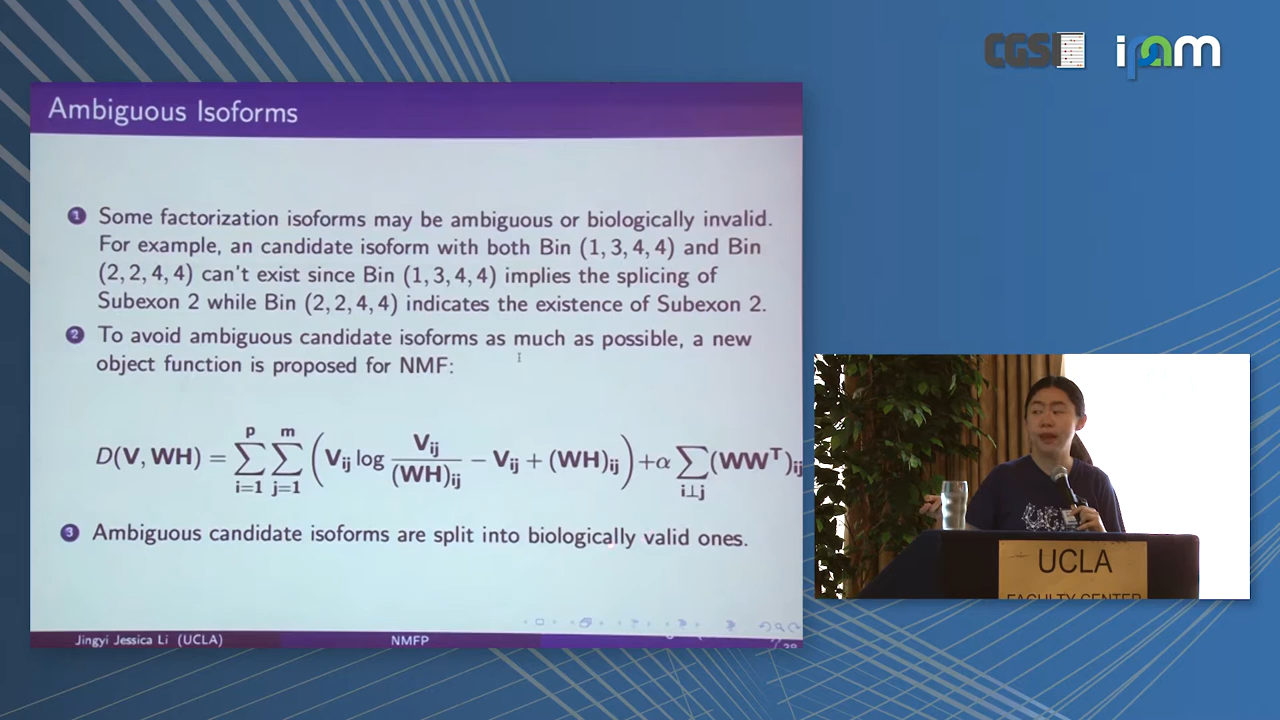 CGSI
ipam
Ambiguous Isoforms
1 Some factorization isoforms may be ambiguous or biologically invalid.
For example, an candidate isoform with both Bin (1, 3, 4, 4) and Bin
(2, 2, 4, 4) can't exist since Bin (1, 3, 4, 4) implies the splicing of
Subexon 2 while Bin (2, 2, 4, 4) indicates the existence of Subexon 2.
2 To avoid ambiguous candidate isoforms as much as possible, a new
object function is proposed for NMF:
D(V, WH) = ∑_{i=1}^{p} ∑_{j=1}^{m} (V_ij log V_ij/(WH)_ij − V_ij + (WH)_ij) + α ∑_{i⊥j} (WW^T)_ij
3 Ambiguous candidate isoforms are split into biologically valid ones.
Jingyi Jessica Li (UCLA) NMFP
UCLA
FACULTY CENTER